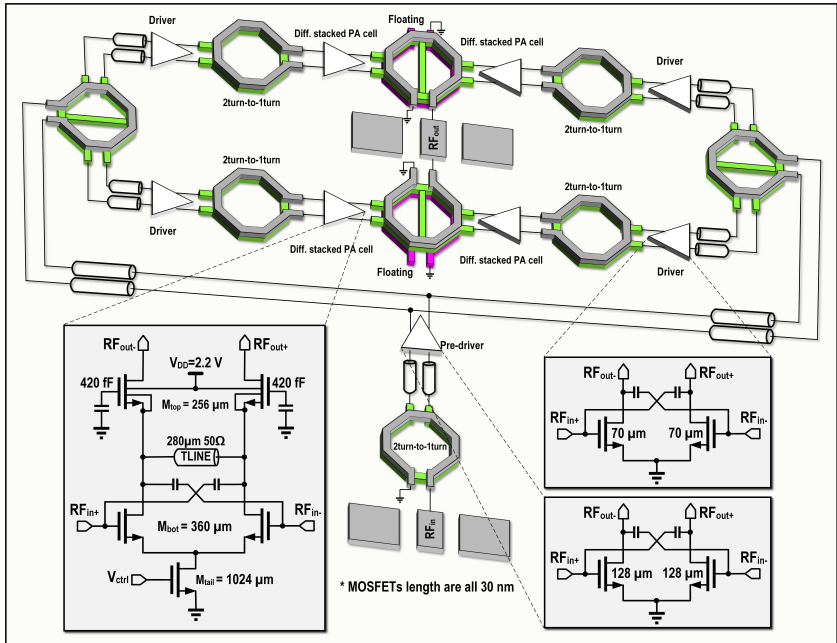 Driver
Diff. stacked PA cell
Floating
Diff. stacked PA cell
Driver
2turn-to-1turn
2turn-to-1turn
RFout
2turn-to-1turn
2turn-to-1turn
Driver
Diff. stacked PA cell
Floating
Diff. stacked PA cell
Driver
Pre-driver
2turn-to-1turn
RFin
RFout-
RFout+
VDD=2.2 V
420 fF
420 fF
Mtop = 256 µm
280µm 50Ω
TLINE
RFin+
RFin-
Mbot = 360 µm
Vctrl
Mtail = 1024 µm
* MOSFETs length are all 30 nm
RFout-
RFout+
RFin+
RFin-
70 µm
70 µm
RFout-
RFout+
RFin+
RFin-
128 µm
128 µm